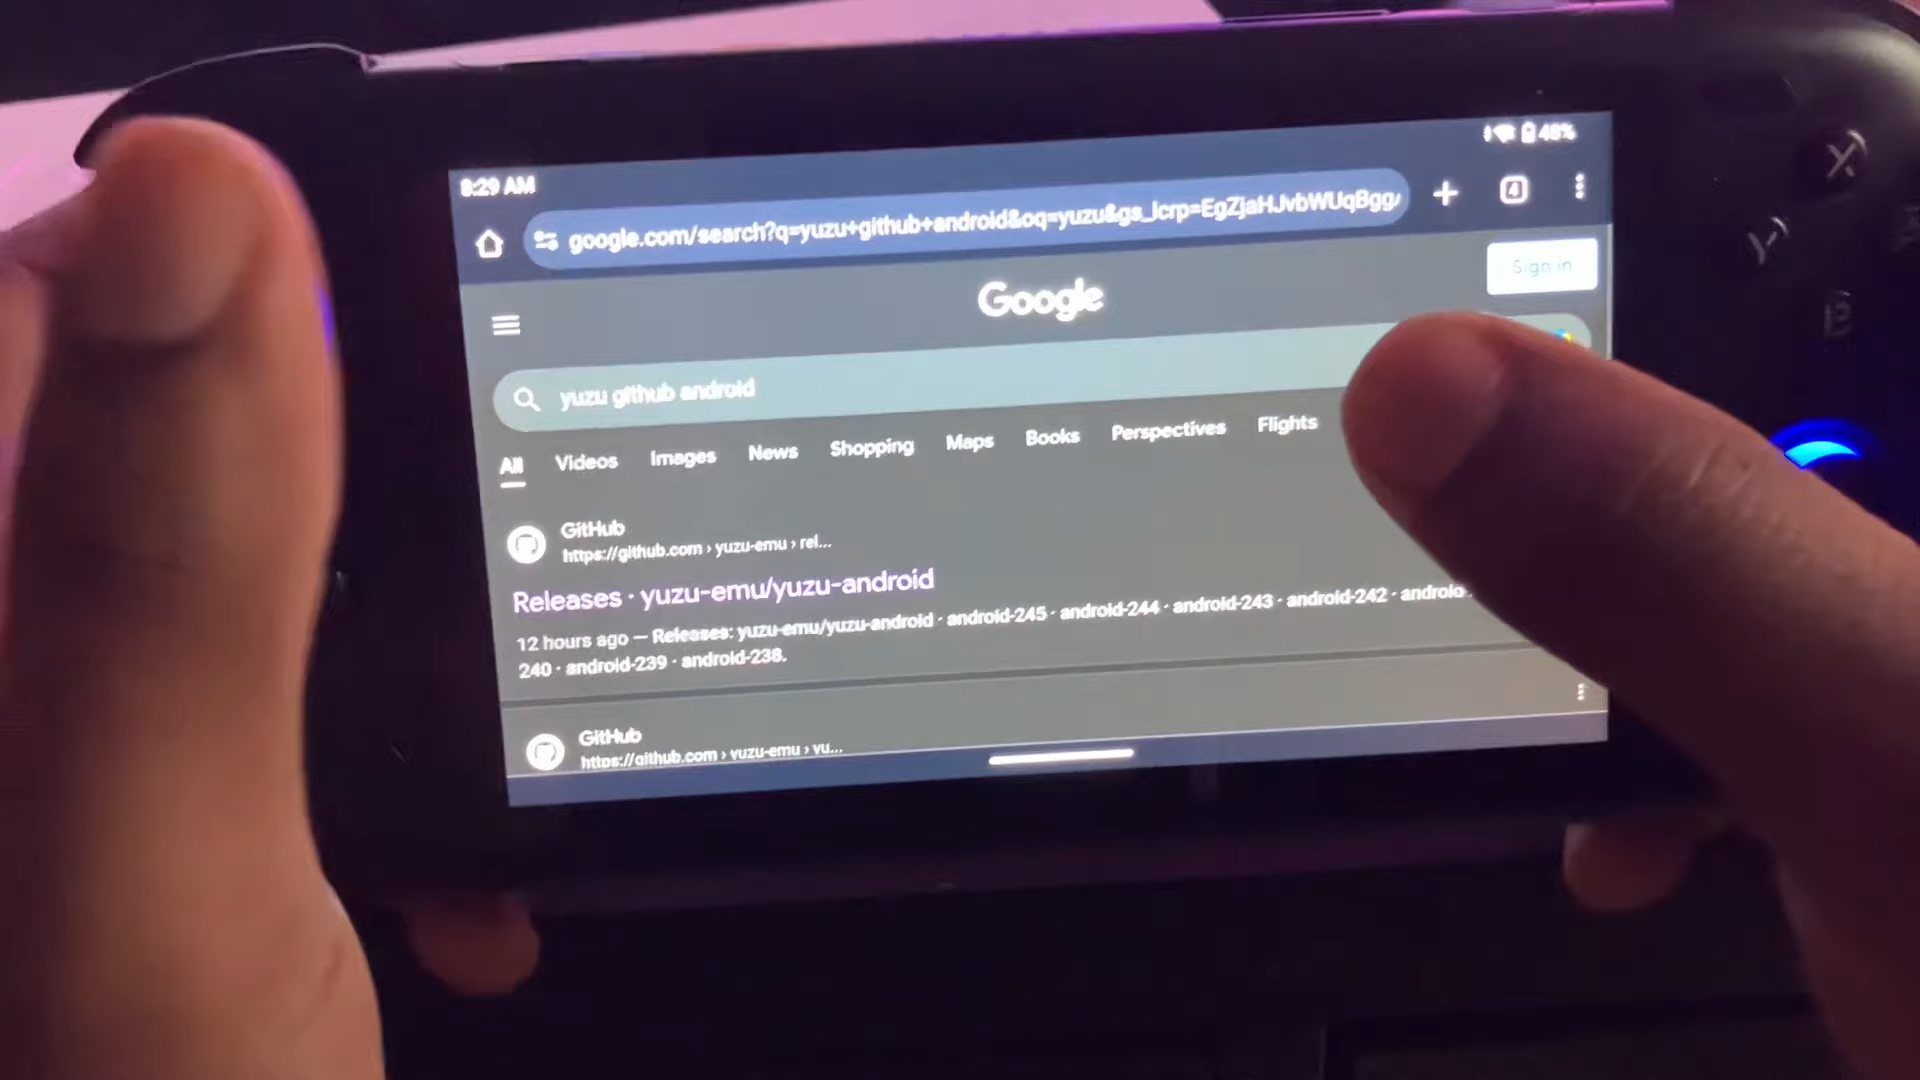 8:29 AM
48%
google.com/search?q=yuzu+github+android&oq=yuzu&gs_lcrp=EgZjaHJvbWUqBgg
4
Google
Sign in
yuzu github android
All
Videos
Images
News
Shopping
Maps
Books
Perspectives
Flights
GitHub
https://github.com › yuzu-emu › rel...
Releases · yuzu-emu/yuzu-android
12 hours ago — Releases: yuzu-emu/yuzu-android · android-245 · android-244 · android-243 · android-242 ·
240 · android-239 · android-238.
GitHub
https://github.com › yuzu-emu › yu...
X
Y
B